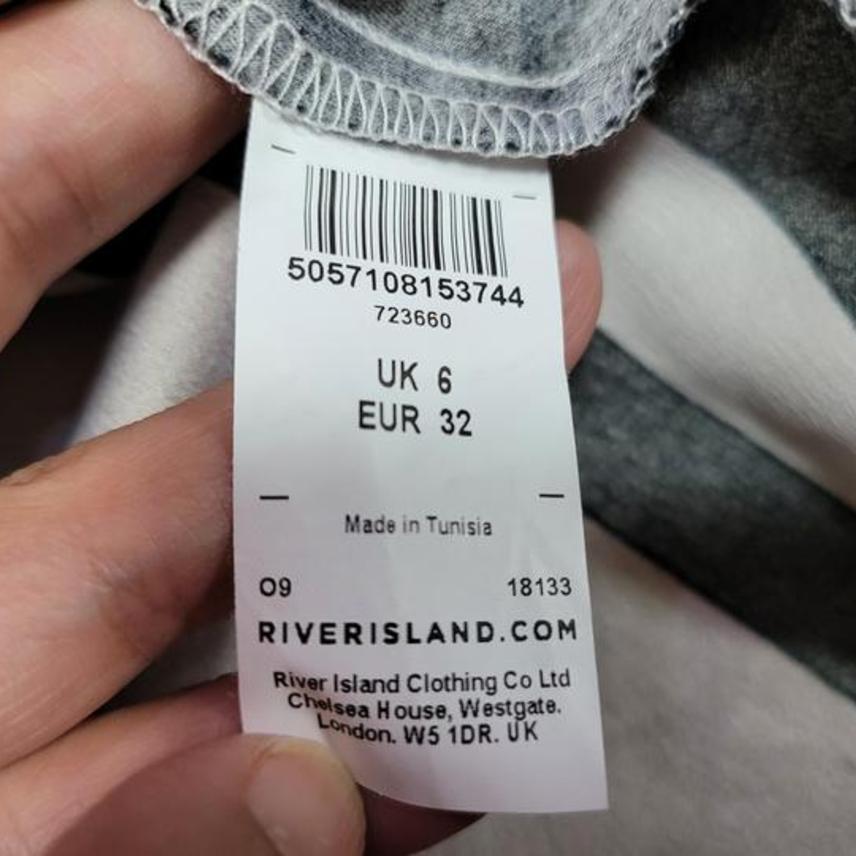 5057108153744
723660
UK 6
EUR 32
Made in Tunisia
09 18133
RIVERISLAND.COM
River Island Clothing Co Ltd
Chelsea House, Westgate.
London. W5 1DR. UK